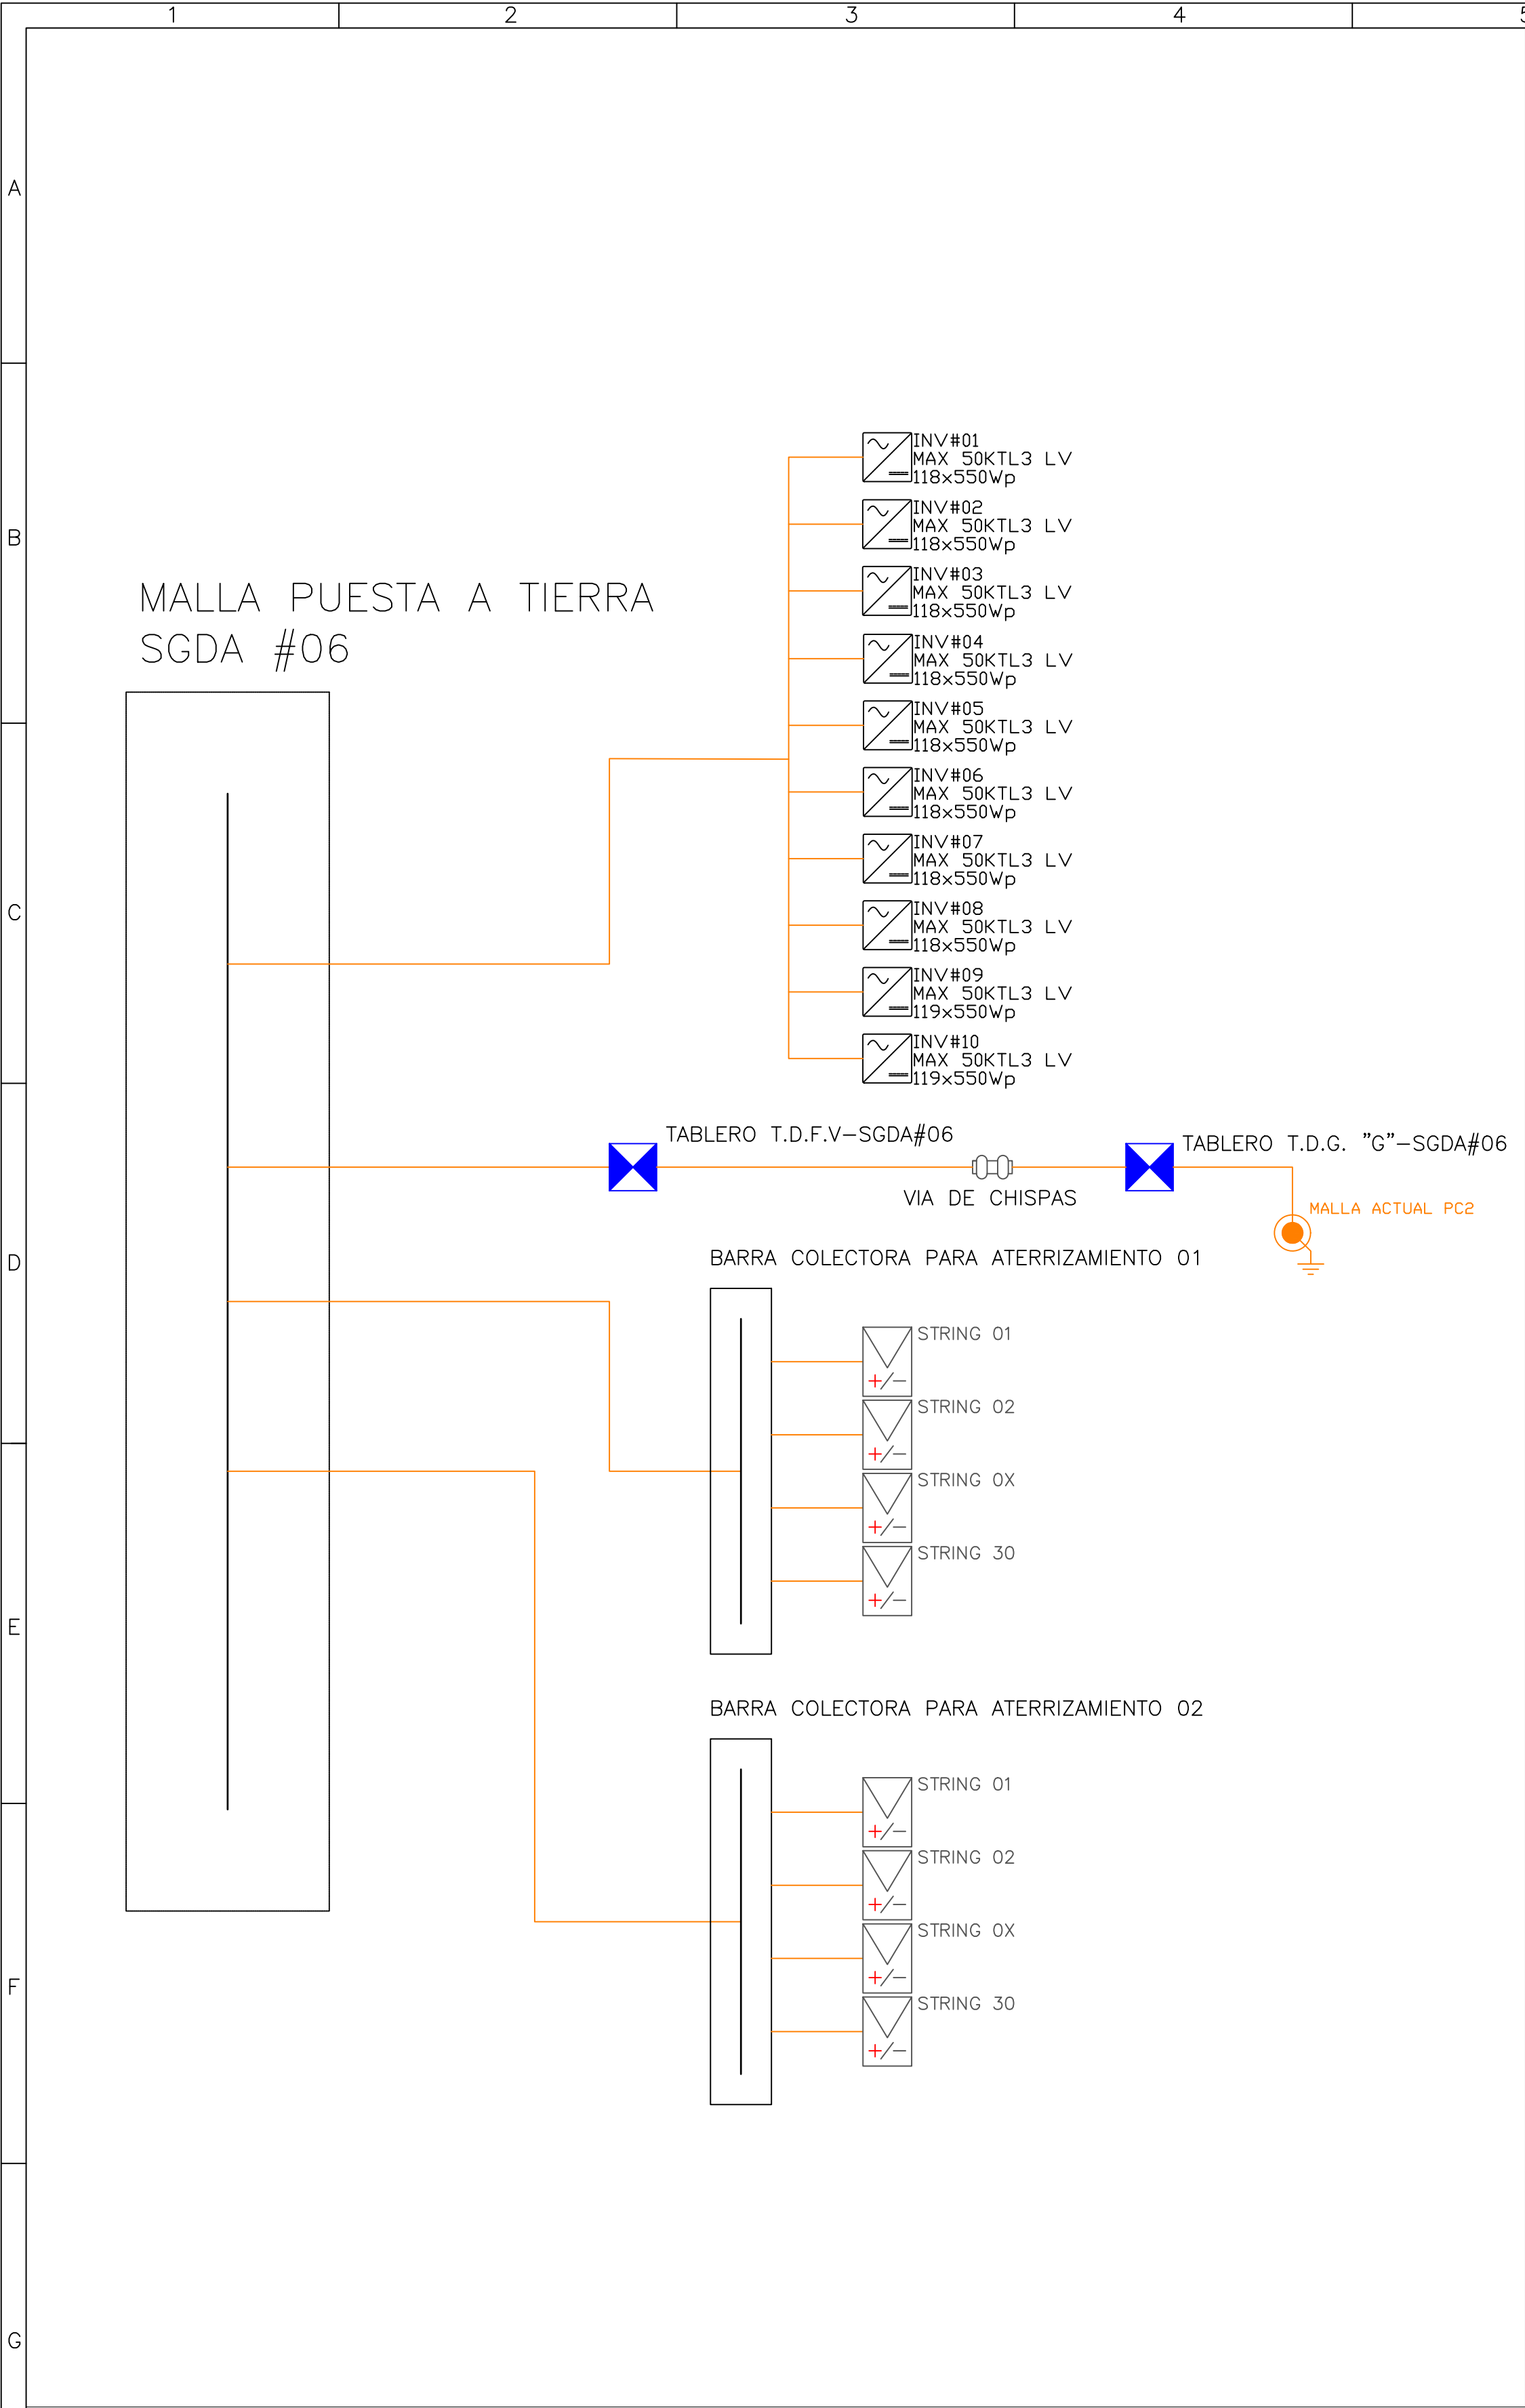 1
2
3
4
A
B
C
D
E
F
G
MALLA PUESTA A TIERRA
SGDA #06
INV#01
MAX 50KTL3 LV
118x550Wp
INV#02
MAX 50KTL3 LV
118x550Wp
INV#03
MAX 50KTL3 LV
118x550Wp
INV#04
MAX 50KTL3 LV
118x550Wp
INV#05
MAX 50KTL3 LV
118x550Wp
INV#06
MAX 50KTL3 LV
118x550Wp
INV#07
MAX 50KTL3 LV
118x550Wp
INV#08
MAX 50KTL3 LV
118x550Wp
INV#09
MAX 50KTL3 LV
119x550Wp
INV#10
MAX 50KTL3 LV
119x550Wp
TABLERO T.D.F.V-SGDA#06
VIA DE CHISPAS
TABLERO T.D.G. "G"-SGDA#06
MALLA ACTUAL PC2
BARRA COLECTORA PARA ATERRIZAMIENTO 01
STRING 01
+/-
STRING 02
+/-
STRING 0X
+/-
STRING 30
+/-
BARRA COLECTORA PARA ATERRIZAMIENTO 02
STRING 01
+/-
STRING 02
+/-
STRING 0X
+/-
STRING 30
+/-